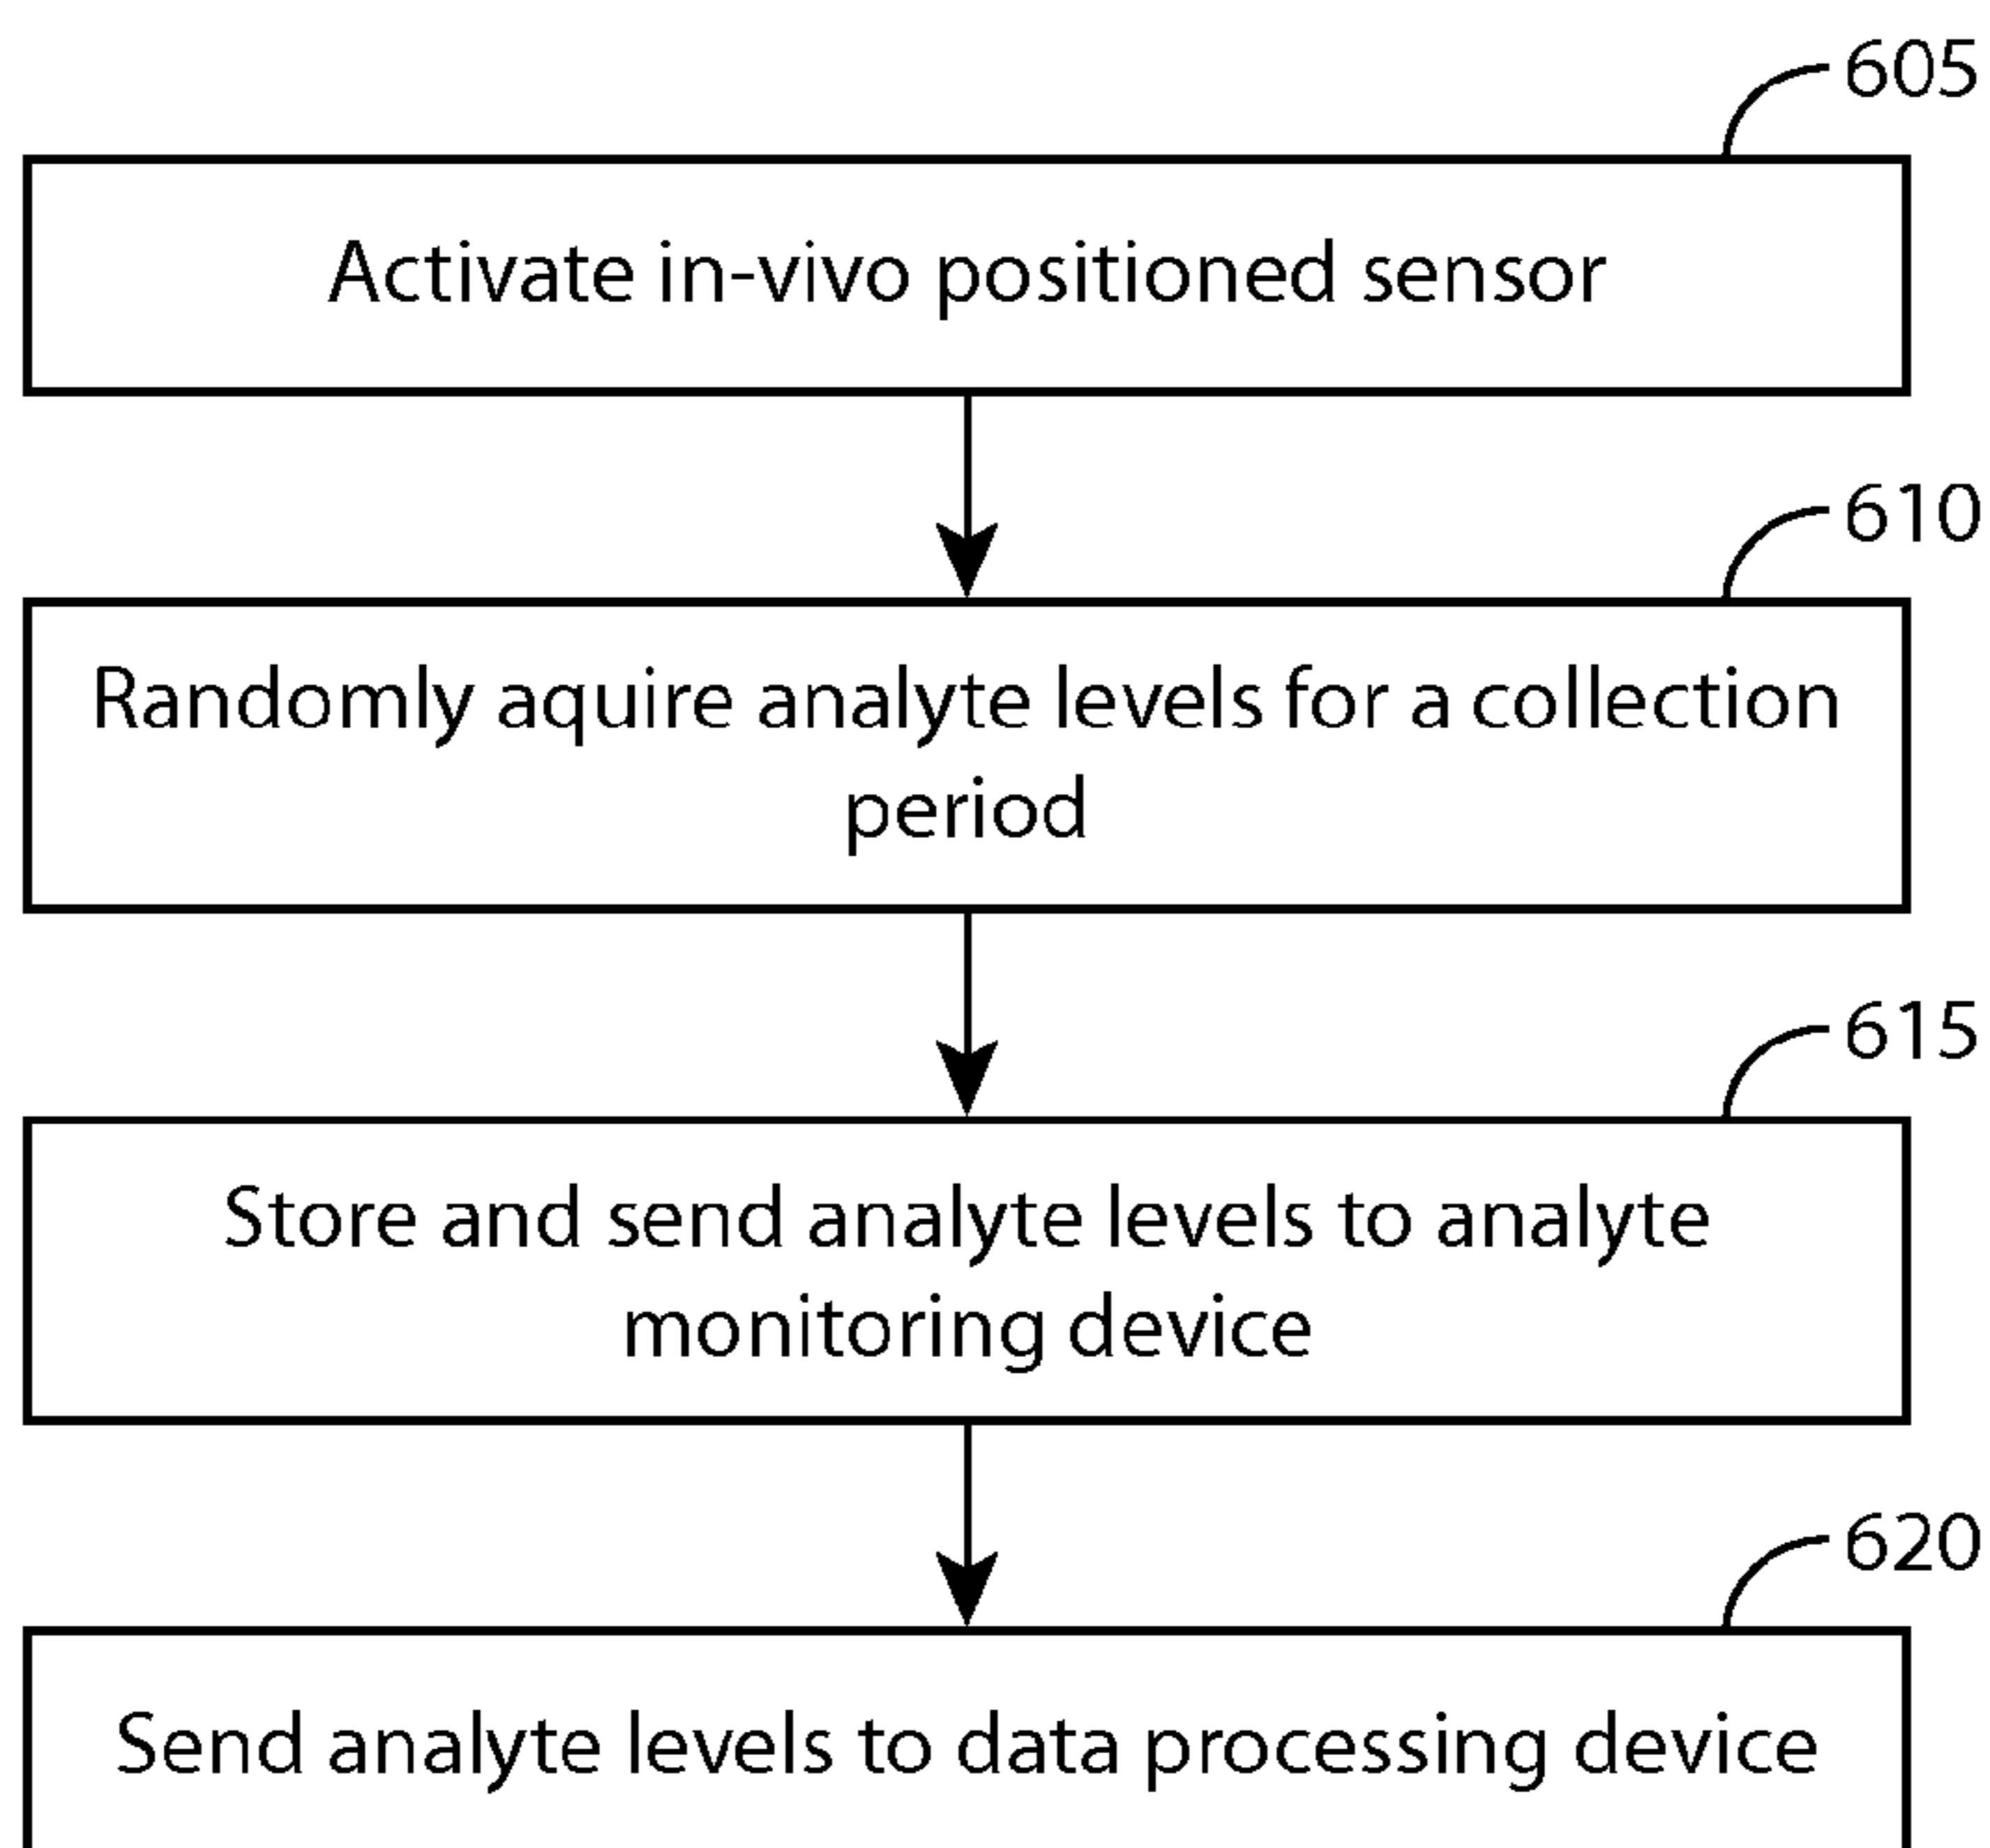 605
Activate in-vivo positioned sensor
610
Randomly aquire analyte levels for a collection
period
615
Store and send analyte levels to analyte
monitoring device
620
Send analyte levels to data processing device